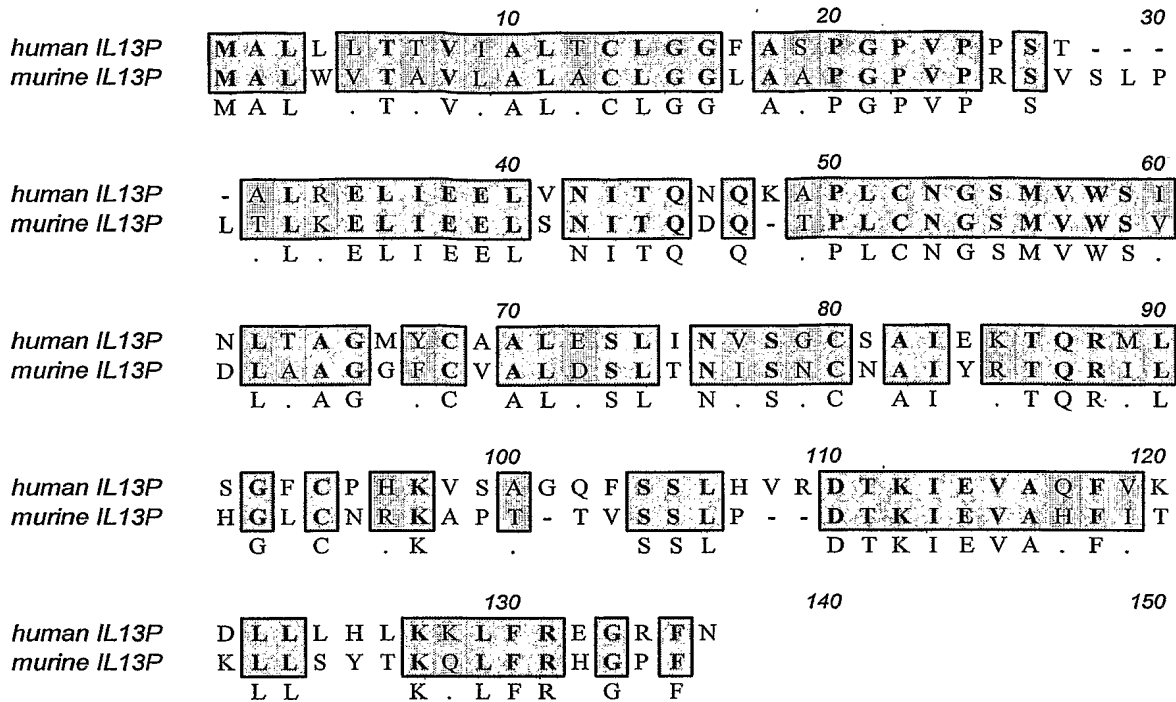 10 20 30
human IL13P M A L L L T T V I A L T C L G G F A S P G P V P P S T - - -
murine IL13P M A L W V T A V L A L A C L G G L A A P G P V P R S V S L P
M A L . T . V . A L . C L G G A . P G P V P S
40 50 60
human IL13P - A L R E L I E E L V N I T Q N Q K A P L C N G S M V W S I
murine IL13P L T L K E L I E E L S N I T Q D Q - T P L C N G S M V W S V
. L . E L I E E L N I T Q Q . P L C N G S M V W S .
70 80 90
human IL13P N L T A G M Y C A A L E S L I N V S G C S A I E K T Q R M L
murine IL13P D L A A G G F C V A L D S L T N I S N C N A I Y R T Q R I L
L . A G . C A L . S L N . S . C A I . T Q R . L
100 110 120
human IL13P S G F C P H K V S A G Q F S S L H V R D T K I E V A Q F V K
murine IL13P H G L C N R K A P T - T V S S L P - - D T K I E V A H F I T
G C . K . S S L D T K I E V A . F .
130 140 150
human IL13P D L L L H L K K L F R E G R F N
murine IL13P K L L S Y T K Q L F R H G P F
L L K . L F R G F